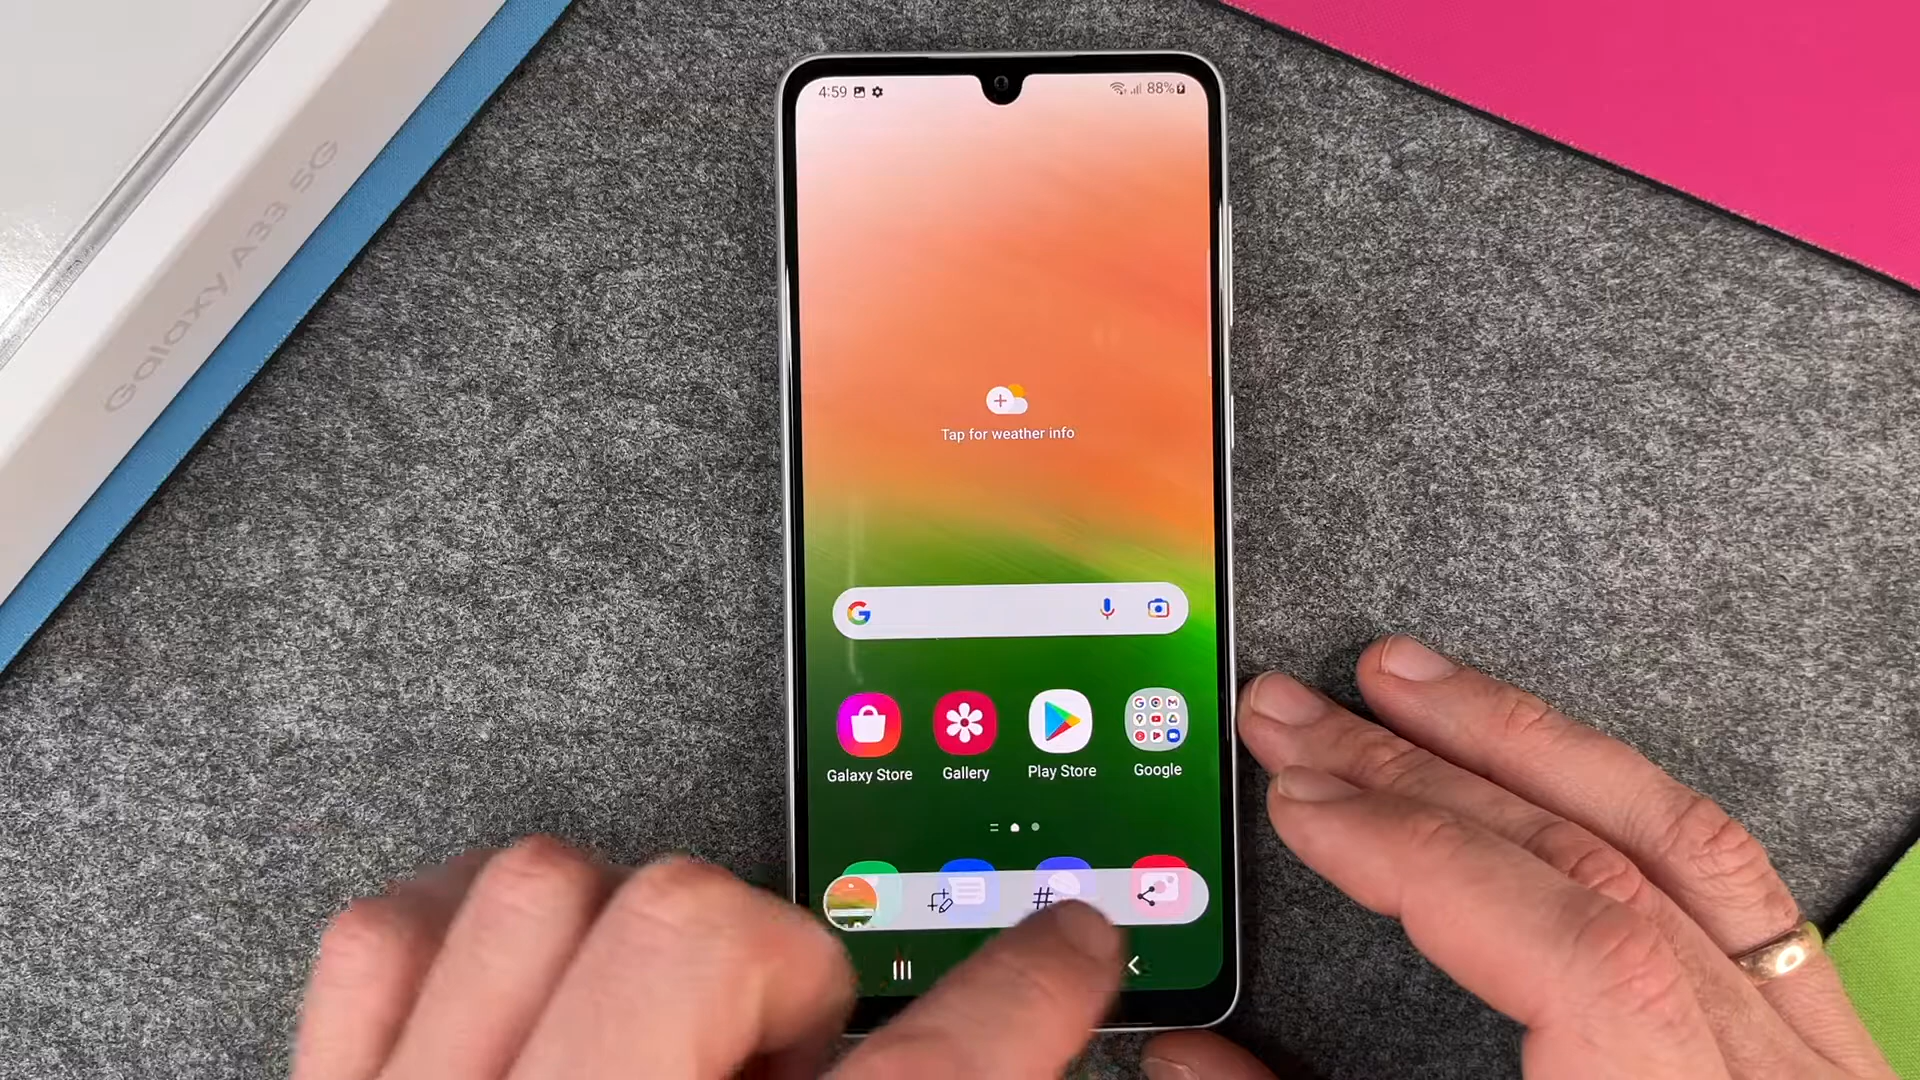 Galaxy A33 5G
4:59
88%
Tap for weather info
Galaxy Store
Gallery
Play Store
Google